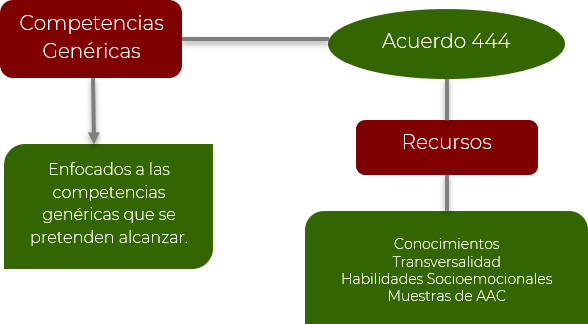 Competencias
Genéricas
Acuerdo 444
Recursos
Enfocados a las
competencias
genéricas que se
pretenden alcanzar.
Conocimientos
Transversalidad
Habilidades Socioemocionales
Muestras de AAC